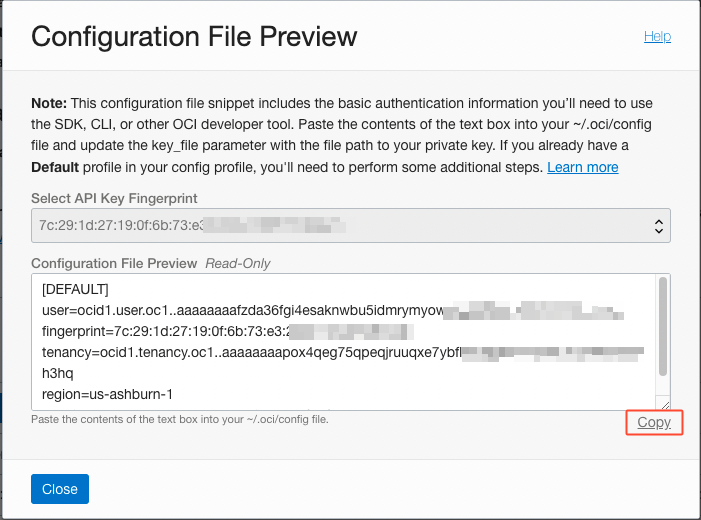 Configuration File Preview
Help
Note: This configuration file snippet includes the basic authentication information you'll need to use
the SDK, CLI, or other OCI developer tool. Paste the contents of the text box into your ~/.oci/config
file and update the key_file parameter with the file path to your private key. If you already have a
Default profile in your config profile, you'll need to perform some additional steps. Learn more
Select API Key Fingerprint
7c:29:1d:27:19:0f:6b:73:e3
Configuration File Preview Read-Only
[DEFAULT]
user=ocid1.user.oc1..aaaaaaaafzda36fgi4esaknwbu5idmrymyow
fingerprint=7c:29:1d:27:19:0f:6b:73:e3:2
tenancy=ocid1.tenancy.oc1..aaaaaaaapox4qeg75qpeqjruuqxe7ybfl
h3hq
region=us-ashburn-1
Paste the contents of the text box into your ~/.oci/config file.
Copy
Close